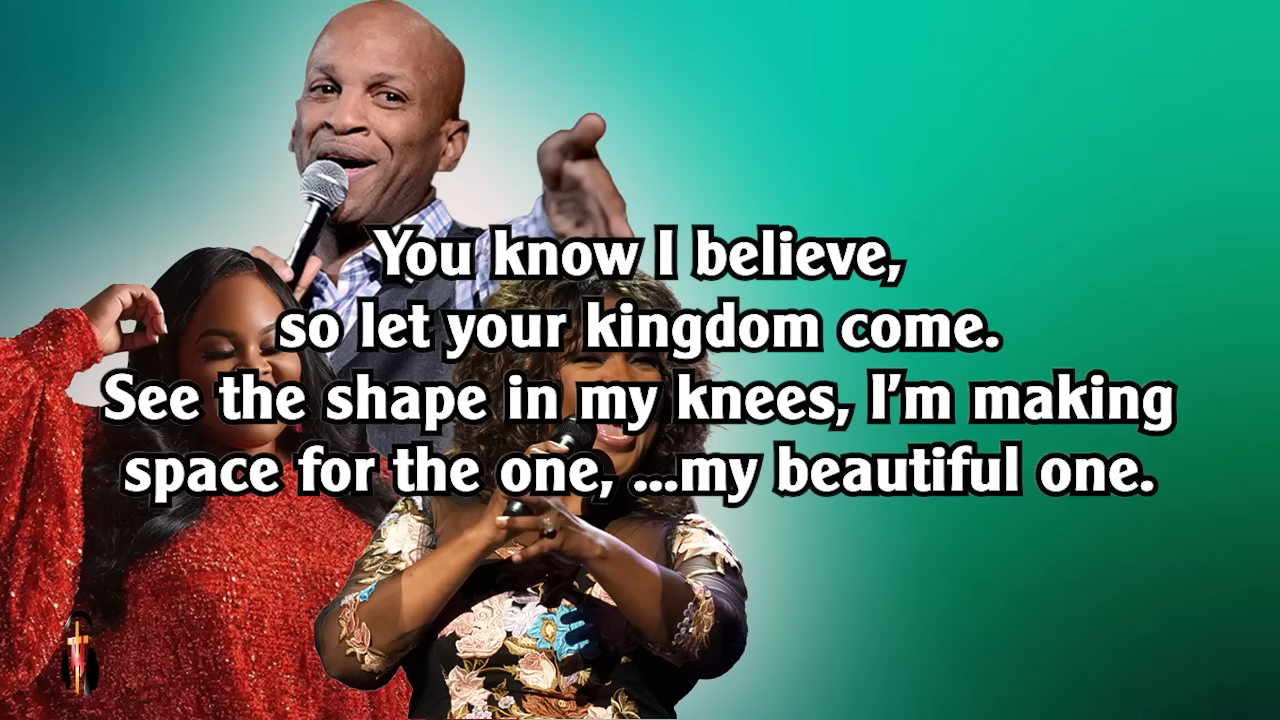 You know I believe,
so let your kingdom come.
See the shape in my knees, I'm making
space for the one, ...my beautiful one.